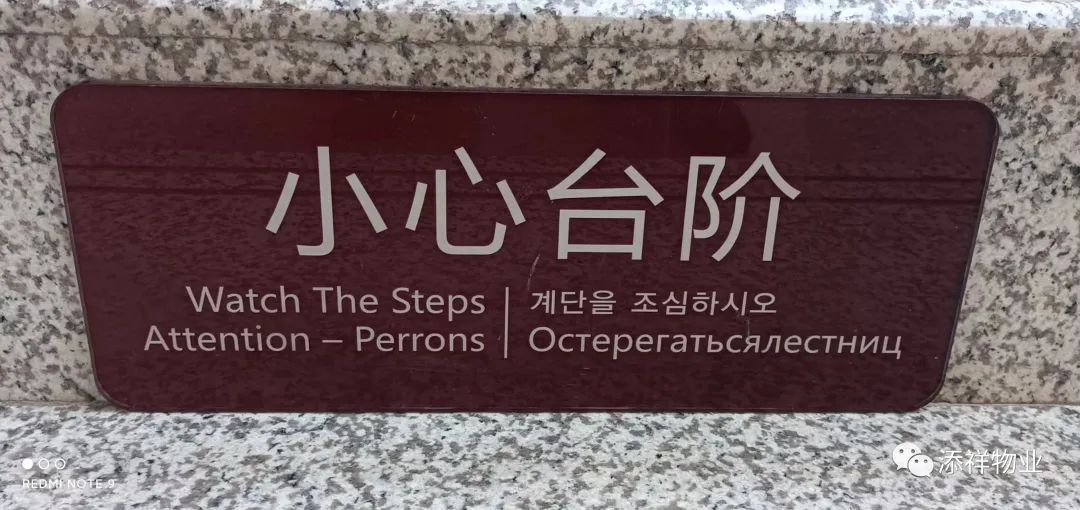 小心台阶
Watch The Steps
Attention – Perrons
계단을 조심하시오
Остерегатьсялестниц
REDMI NOTE 9
添祥物业